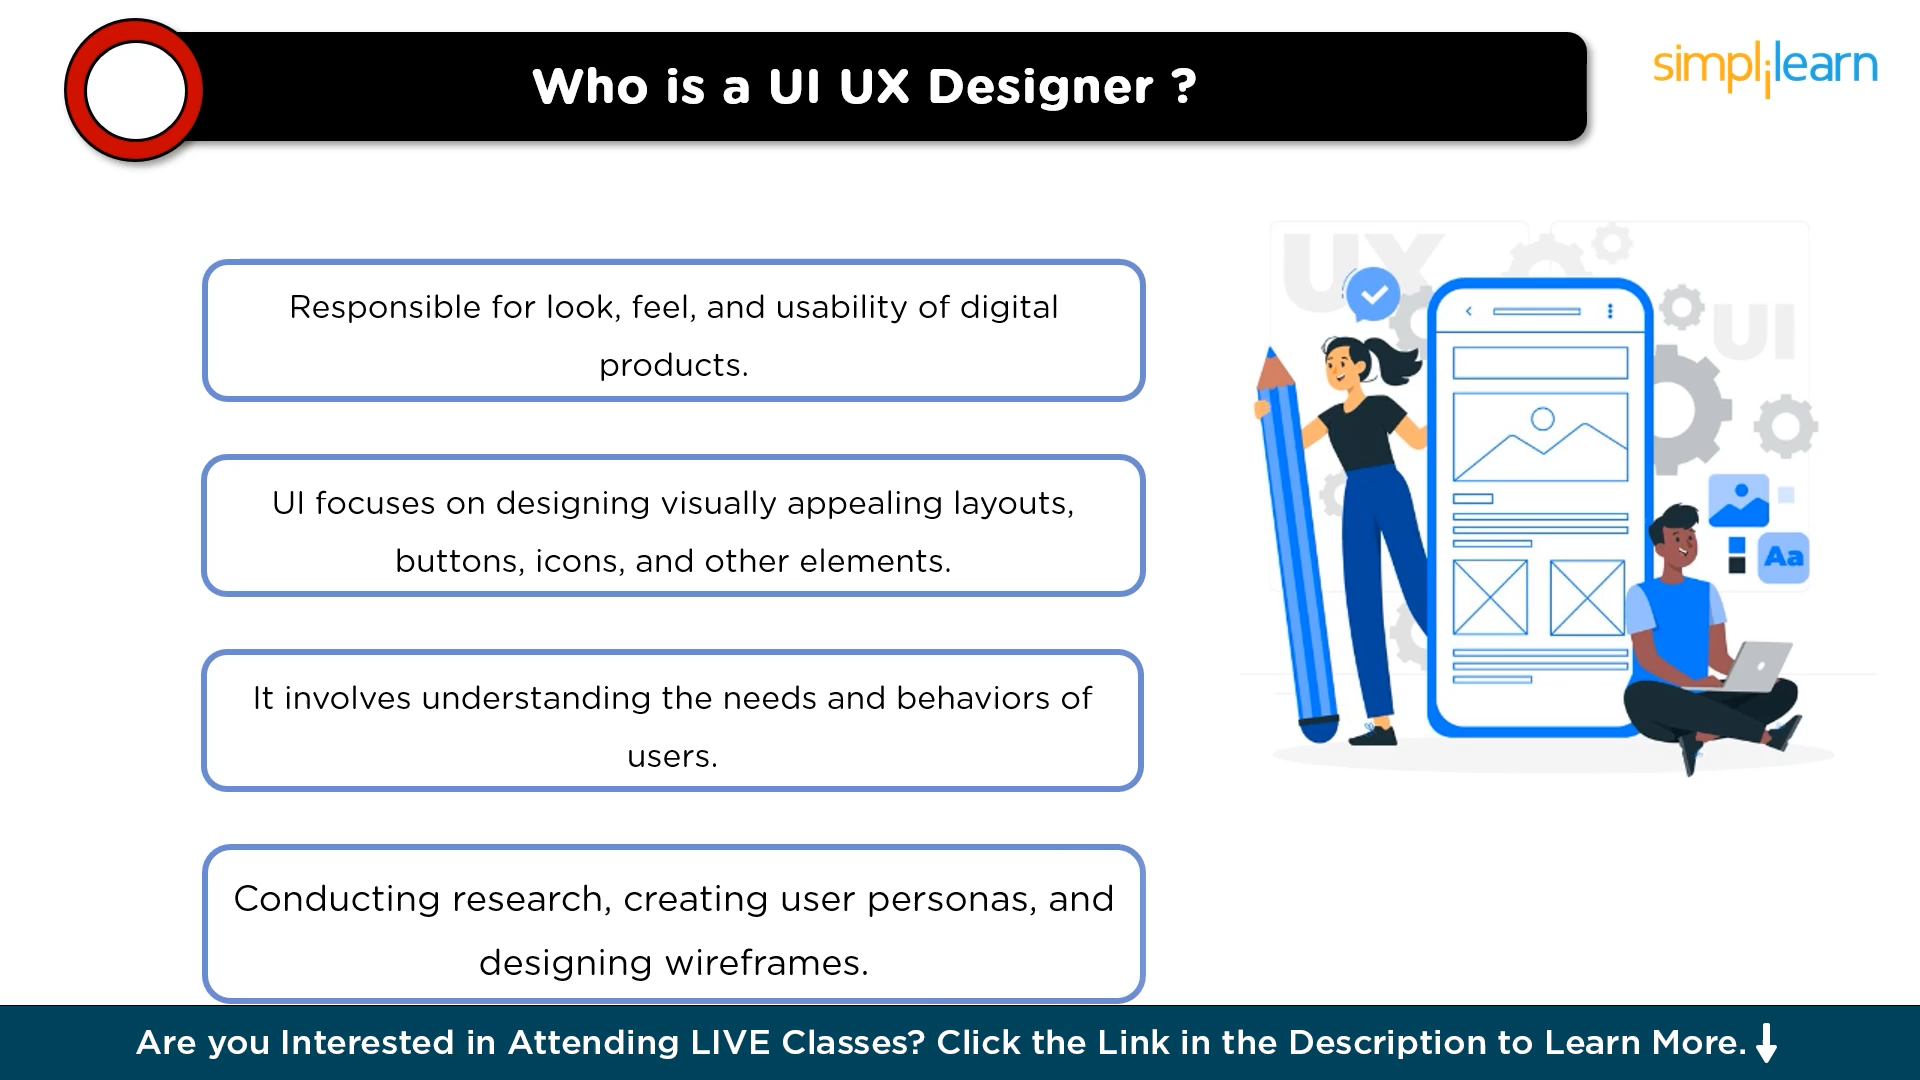 Who is a UI UX Designer ?
simplilearn
Responsible for look, feel, and usability of digital
products.
UI focuses on designing visually appealing layouts,
buttons, icons, and other elements.
It involves understanding the needs and behaviors of
users.
Conducting research, creating user personas, and
designing wireframes.
UX
UI
Aa
Are you Interested in Attending LIVE Classes? Click the Link in the Description to Learn More.